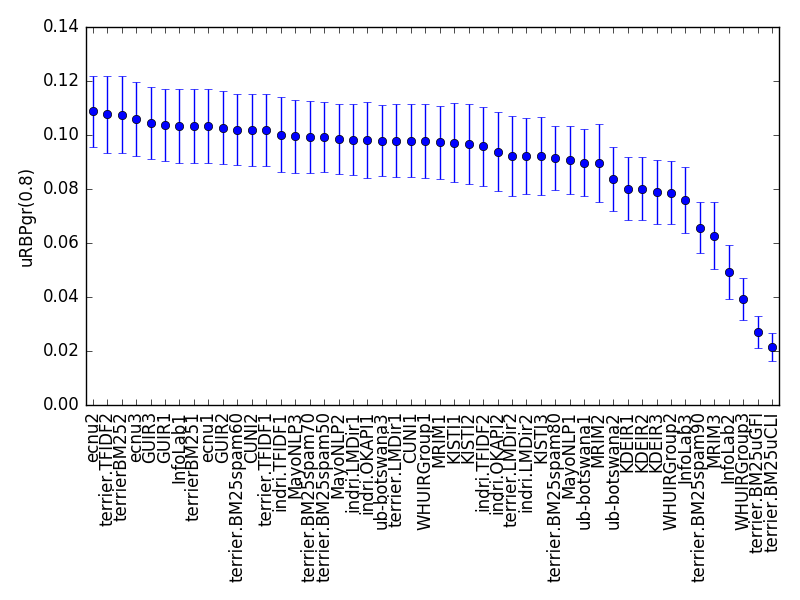 0.14
0.12
0.10
0.08
0.06
0.04
0.02
0.00
uRBPgr(0.8)
ecnu2
terrier.TFIDF2
terrierBM252
ecnu3
GUIR3
GUIR1
InfoLab1
terrierBM251
ecnu1
GUIR2
terrier.BM25spam60
CUNI2
terrier.TFIDF1
indri.TFIDF1
MayoNLP3
terrier.BM25spam70
terrier.BM25spam50
MayoNLP2
indri.LMDir1
indri.OKAPI1
ub-botswana3
terrier.LMDir1
CUNI1
WHUIRGroup1
MRIM1
KISTI1
KISTI2
indri.TFIDF2
indri.OKAPI2
terrier.LMDir2
indri.LMDir2
KISTI3
terrier.BM25spam80
MayoNLP1
ub-botswana1
MRIM2
ub-botswana2
KDEIR1
KDEIR2
KDEIR3
WHUIRGroup2
InfoLab3
terrier.BM25spam90
MRIM3
InfoLab2
WHUIRGroup3
terrier.BM25uGFI
terrier.BM25uCLI